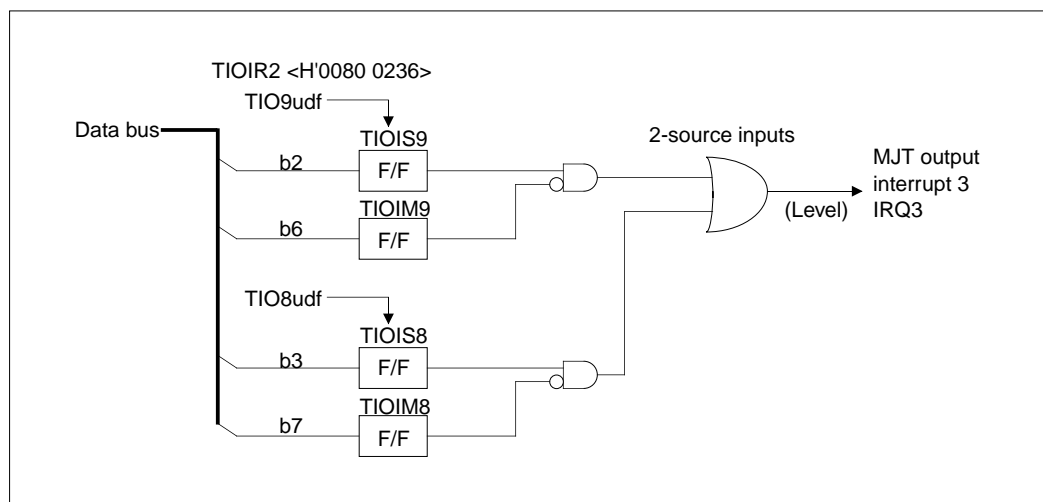 TIOIR2 <H'0080 0236>
TIO9udf
Data bus
TIOIS9
b2
F/F
TIOIM9
b6
F/F
2-source inputs
MJT output
interrupt 3
IRQ3
(Level)
TIO8udf
TIOIS8
b3
F/F
TIOIM8
b7
F/F